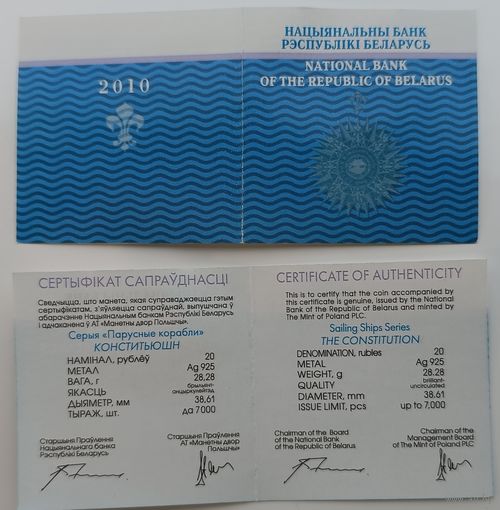 НАЦЫЯНАЛЬНЫ БАНК
РЭСПУБЛІКІ БЕЛАРУСЬ
NATIONAL BANK
OF THE REPUBLIC OF BELARUS
2010
СЕРТЫФІКАТ САПРАЎДНАСЦІ
Сведчыцца, што манета, якая суправаджаецца гэтым
сертыфікатам, з'яўляецца сапраўднай, выпушчана ў
абарачэнне Нацыянальным банкам Рэспублікі Беларусь
і адчаканена ў АТ «Манетны двор Польшчы».
Серыя «Парусные корабли»
КОНСТИТЬЮШН
НАМІНАЛ, рублёў 20
МЕТАЛ Ag 925
ВАГА, г 28,28
ЯКАСЦЬ брыльянт-
анцыркулейтэд
ДЫЯМЕТР, мм 38,61
ТЫРАЖ, шт. да 7 000
Старшыня Праўлення
Нацыянальнага банка
Рэспублікі Беларусь
Старшыня Праўлення
АТ «Манетны двор
Польшчы»
CERTIFICATE OF AUTHENTICITY
This is to certify that the coin accompanied by
this certificate is genuine, issued by the National
Bank of the Republic of Belarus and minted by
The Mint of Poland PLC.
Sailing Ships Series
THE CONSTITUTION
DENOMINATION, rubles 20
METAL Ag 925
WEIGHT, g 28.28
QUALITY brilliant-
uncirculated
DIAMETER, mm 38.61
ISSUE LIMIT, pcs up to 7,000
Chairman of the Board
of the National Bank
of the Republic of Belarus
Chairman of the
Management Board
of The Mint of Poland PLC